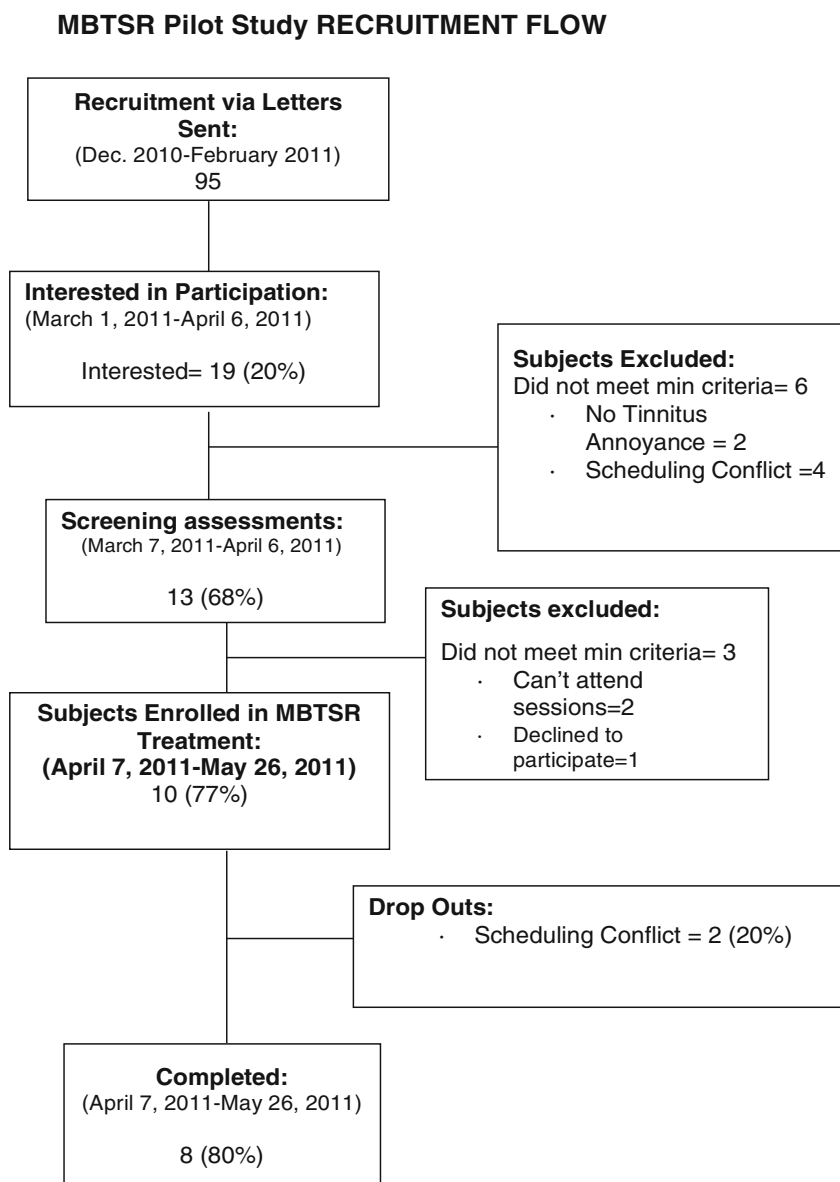 MBTSR Pilot Study RECRUITMENT FLOW
Recruitment via Letters
Sent:
(Dec. 2010-February 2011)
95
Interested in Participation:
(March 1, 2011-April 6, 2011)
Interested= 19 (20%)
Subjects Excluded:
Did not meet min criteria= 6
· No Tinnitus
Annoyance = 2
· Scheduling Conflict =4
Screening assessments:
(March 7, 2011-April 6, 2011)
13 (68%)
Subjects excluded:
Did not meet min criteria= 3
· Can't attend
sessions=2
· Declined to
participate=1
Subjects Enrolled in MBTSR
Treatment:
(April 7, 2011-May 26, 2011)
10 (77%)
Drop Outs:
· Scheduling Conflict = 2 (20%)
Completed:
(April 7, 2011-May 26, 2011)
8 (80%)